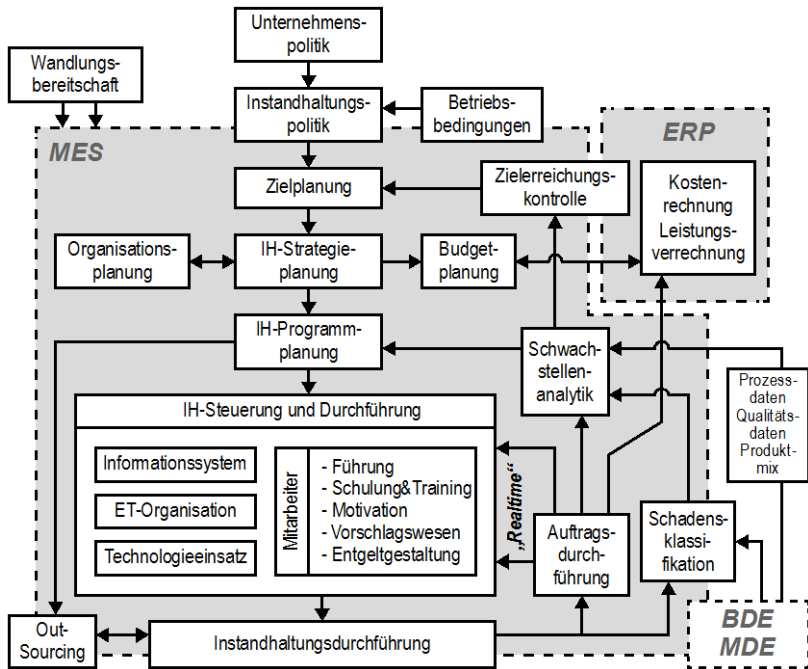 Unternehmens-
politik
Wandlungs-
bereitschaft
Instandhaltungs-
politik
Betriebs-
bedingungen
MES
ERP
Zielplanung
Zielerreichungs-
kontrolle
Kosten-
rechnung
Leistungs-
verrechnung
Organisations-
planung
IH-Strategie-
planung
Budget-
planung
IH-Programm-
planung
Schwach-
stellen-
analytik
Prozess-
daten
Qualitäts-
daten
Produkt-
mix
IH-Steuerung und Durchführung
Informationssystem
ET-Organisation
Technologieeinsatz
Mitarbeiter
- Führung
- Schulung&Training
- Motivation
- Vorschlagswesen
- Entgeltgestaltung
„Realtime“
Auftrags-
durch-
führung
Schadens-
klassi-
fikation
BDE
MDE
Out-
Sourcing
Instandhaltungsdurchführung